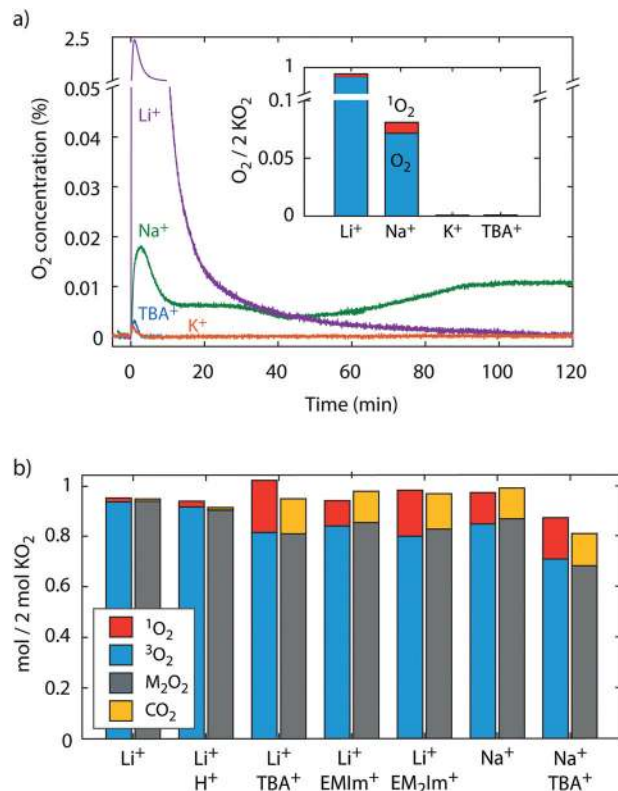 a)
2.5
0.05
0.04
0.03
0.02
0.01
0
O₂ concentration (%)
Li⁺
Na⁺
TBA⁺
K⁺
0
20
40
60
80
100
120
Time (min)
1
0.1
0.05
0
O₂ / 2 KO₂
¹O₂
O₂
Li⁺
Na⁺
K⁺
TBA⁺
b)
1
0.8
0.6
0.4
0.2
0
mol / 2 mol KO₂
¹O₂
³O₂
M₂O₂
CO₂
Li⁺
Li⁺
H⁺
Li⁺
TBA⁺
Li⁺
EMIm⁺
Li⁺
EM₂Im⁺
Na⁺
Na⁺
TBA⁺